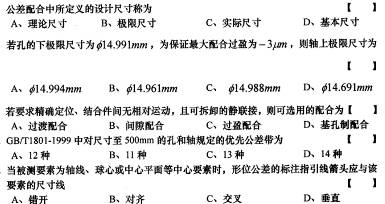 公差配合中所定义的设计尺寸称为 【 】
A、理论尺寸 B、极限尺寸 C、实际尺寸 D、基本尺寸
若孔的下极限尺寸为ϕ14.991mm，为保证最大配合过盈为－3μm，则轴上极限尺寸为
【 】
A、ϕ14.994mm B、ϕ14.961mm C、ϕ14.988mm D、ϕ14.691mm
若要求精确定位、结合件间无相对运动，且可拆卸的静联接，则可选用的配合为【 】
A、过渡配合 B、间隙配合 C、过盈配合 D、基孔制配合
GB/T1801-1999 中对尺寸至 500mm 的孔和轴规定的优先公差带为 【 】
A、12 种 B、11 种 C、13 种 D、14 种
当被测要素为轴线、球心或中心平面等中心要素时，形位公差的标注指引线箭头应与该
要素的尺寸线 【 】
A、错开 B、对齐 C、交叉 D、垂直